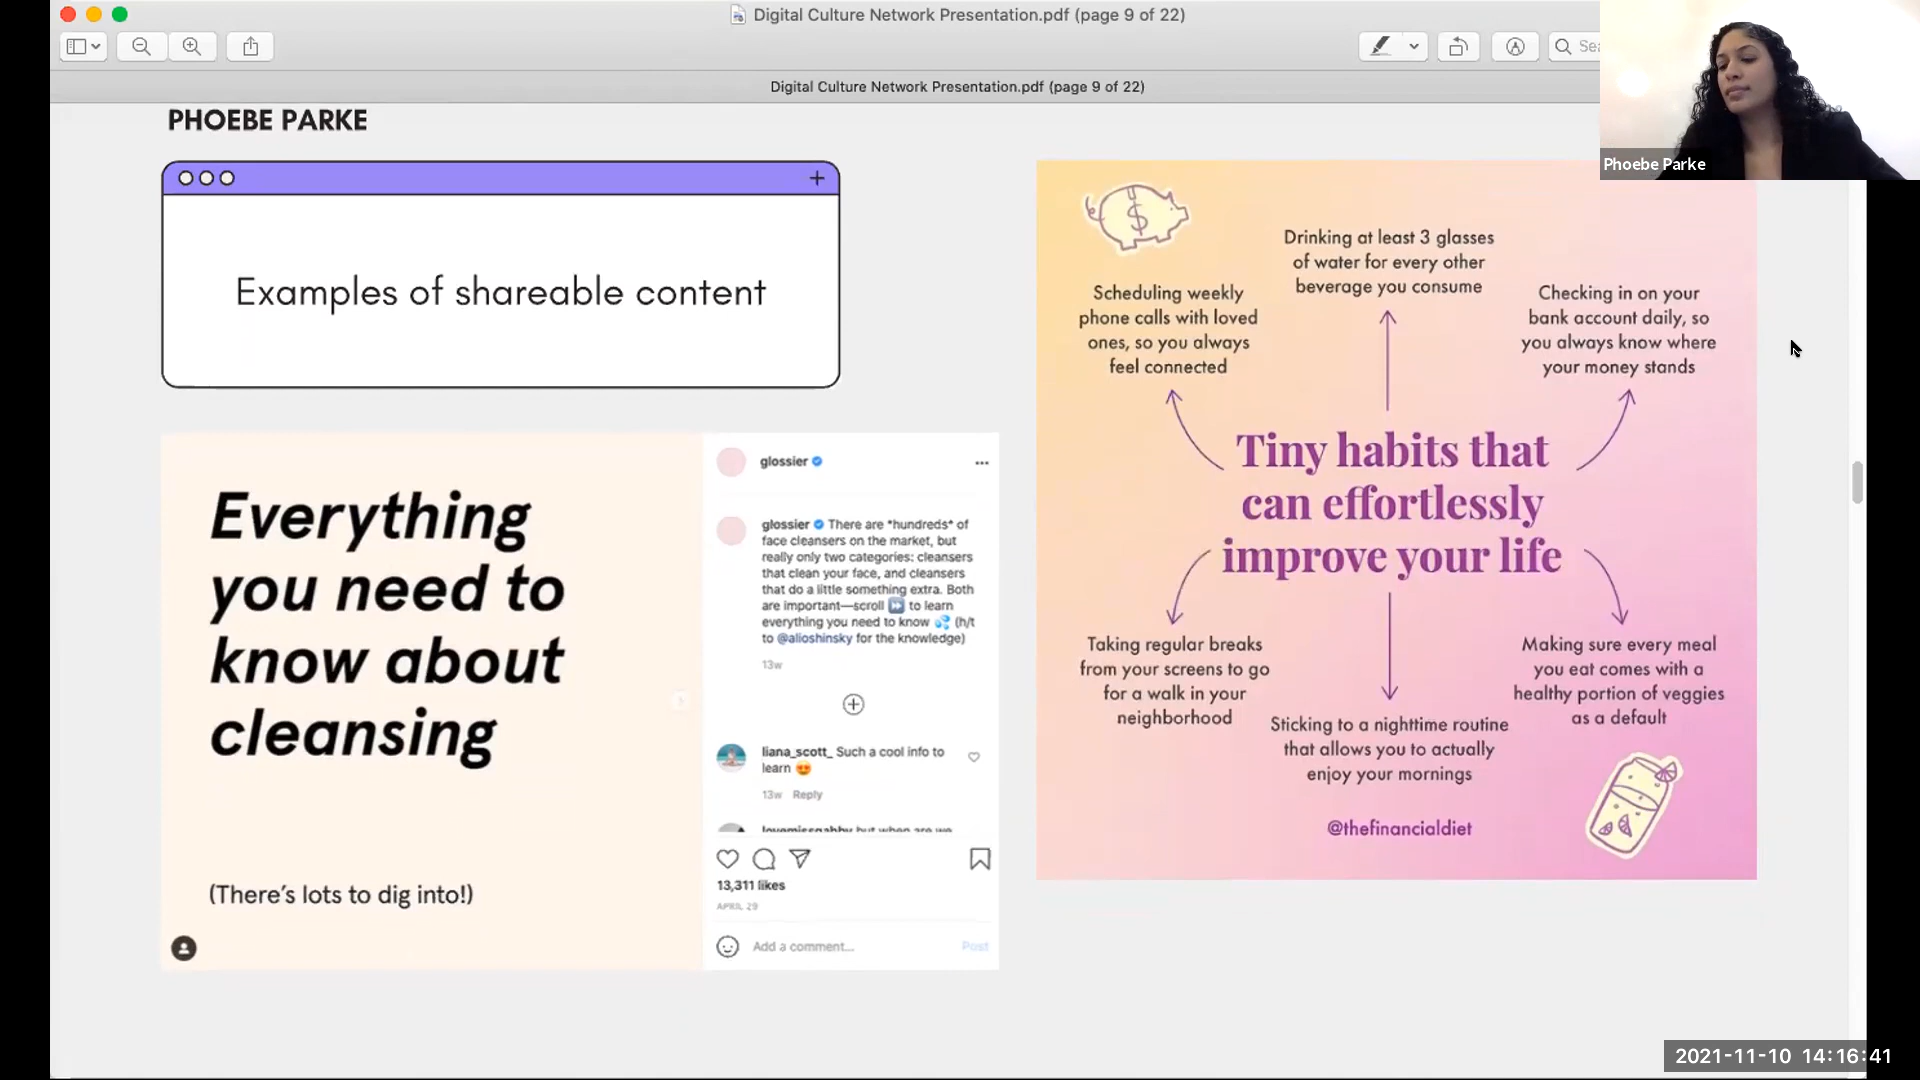 Digital Culture Network Presentation.pdf (page 9 of 22)
Digital Culture Network Presentation.pdf (page 9 of 22)
Phoebe Parke
PHOEBE PARKE
Examples of shareable content
Everything
you need to
know about
cleansing
(There's lots to dig into!)
glossier
glossier There are *hundreds* of
face cleansers on the market, but
really only two categories: cleansers
that clean your face, and cleansers
that do a little something extra. Both
are important—scroll ⏩ to learn
everything you need to know 💦 (h/t
to @alioshinsky for the knowledge)
13w
liana_scott_ Such a cool info to
learn 😍
13w Reply
lovemissgabby but when are we
13,311 likes
APRIL 29
Add a comment...
Post
Drinking at least 3 glasses
of water for every other
beverage you consume
Scheduling weekly
phone calls with loved
ones, so you always
feel connected
Checking in on your
bank account daily, so
you always know where
your money stands
Tiny habits that
can effortlessly
improve your life
Taking regular breaks
from your screens to go
for a walk in your
neighborhood
Sticking to a nighttime routine
that allows you to actually
enjoy your mornings
Making sure every meal
you eat comes with a
healthy portion of veggies
as a default
@thefinancialdiet
2021-11-10 14:16:41